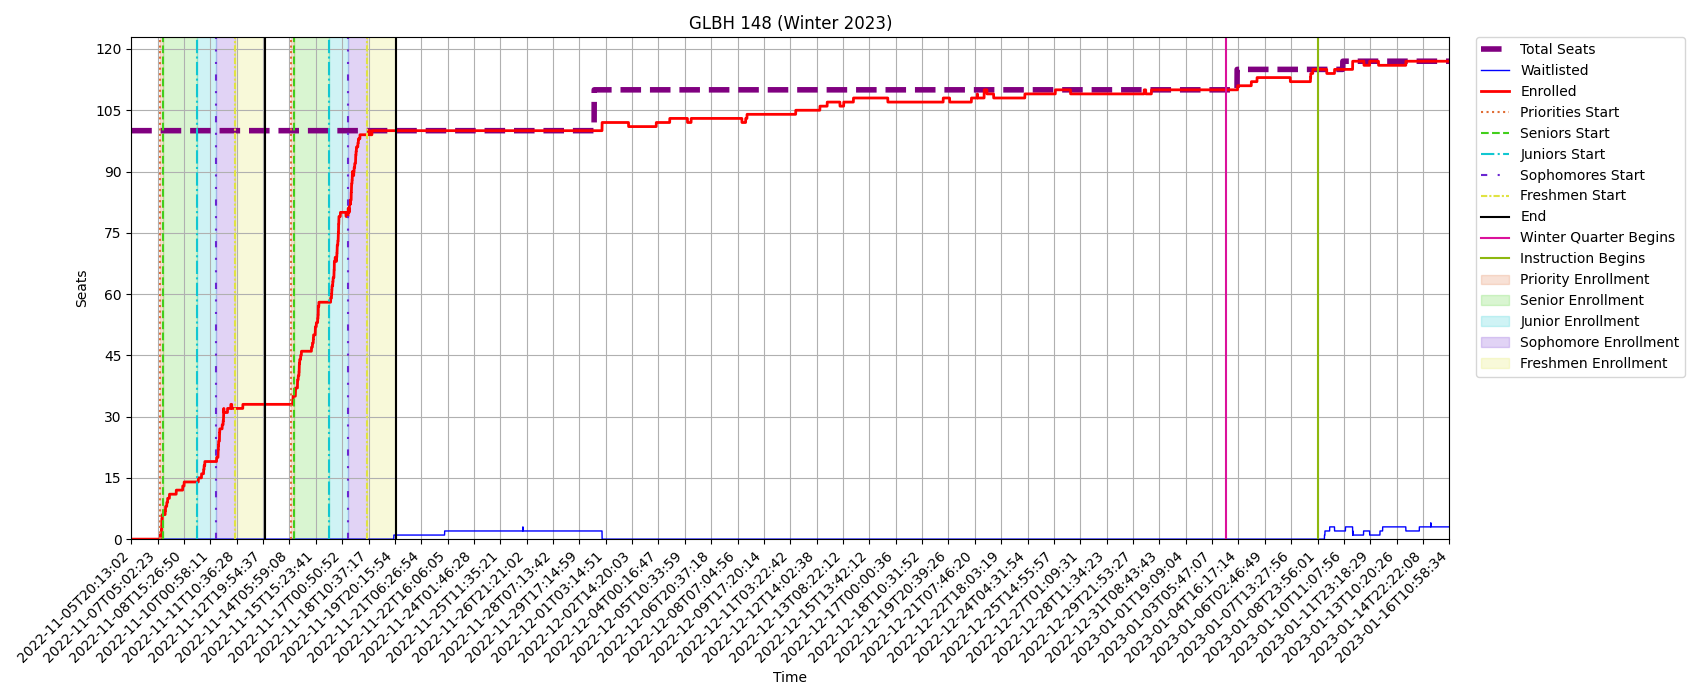 GLBH 148 (Winter 2023)
Seats
120
105
90
75
60
45
30
15
0
2022-11-05T20:13:02
2022-11-07T05:02:23
2022-11-08T15:26:50
2022-11-10T00:58:11
2022-11-11T10:36:28
2022-11-12T19:54:37
2022-11-14T05:59:08
2022-11-15T15:23:41
2022-11-17T00:50:52
2022-11-18T10:37:17
2022-11-19T20:15:54
2022-11-21T06:26:54
2022-11-22T16:06:05
2022-11-25T11:46:28
2022-11-25T11:35:21
2022-11-26T21:21:02
2022-11-28T07:13:42
2022-11-29T17:14:59
2022-12-01T03:14:51
2022-12-02T14:20:03
2022-12-04T00:16:47
2022-12-05T10:33:59
2022-12-06T20:37:18
2022-12-08T07:04:56
2022-12-09T17:20:14
2022-12-11T03:22:42
2022-12-12T14:02:38
2022-12-13T08:22:12
2022-12-15T13:42:12
2022-12-17T00:00:36
2022-12-18T10:31:52
2022-12-19T20:39:26
2022-12-21T07:46:20
2022-12-22T18:03:19
2022-12-24T04:31:54
2022-12-25T14:55:57
2022-12-27T01:09:31
2022-12-28T11:34:23
2022-12-29T21:53:27
2022-12-31T08:43:43
2023-01-01T19:09:04
2023-01-03T05:47:07
2023-01-04T16:17:14
2023-01-06T02:46:49
2023-01-07T13:27:56
2023-01-08T23:56:01
2023-01-10T11:07:56
2023-01-11T23:18:29
2023-01-13T10:20:26
2023-01-14T22:22:08
2023-01-16T10:58:34
Time
Total Seats
Waitlisted
Enrolled
Priorities Start
Seniors Start
Juniors Start
Sophomores Start
Freshmen Start
End
Winter Quarter Begins
Instruction Begins
Priority Enrollment
Senior Enrollment
Junior Enrollment
Sophomore Enrollment
Freshmen Enrollment